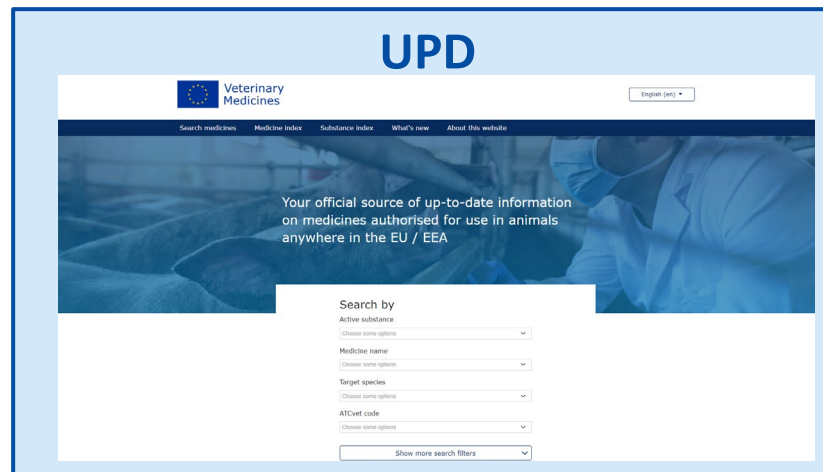 UPD
Veterinary
Medicines
English (en)
Search medicines Medicine index Substance index What's new About this website
Your official source of up-to-date information
on medicines authorised for use in animals
anywhere in the EU / EEA
Search by
Active substance
Choose some options
Medicine name
Choose some options
Target species
Choose some options
ATCvet code
Choose some options
Show more search filters